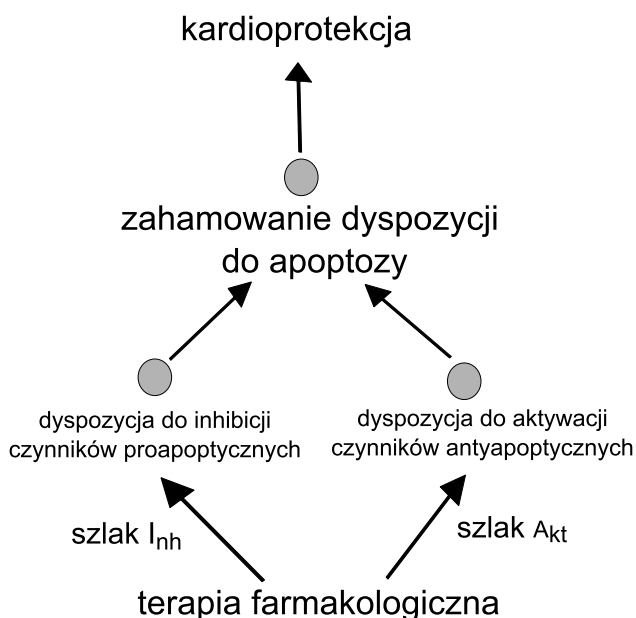 kardioprotekcja
zahamowanie dyspozycji
do apoptozy
dyspozycja do inhibicji
czynników proapoptycznych
dyspozycja do aktywacji
czynników antyapoptycznych
szlak Inh
szlak Akt
terapia farmakologiczna